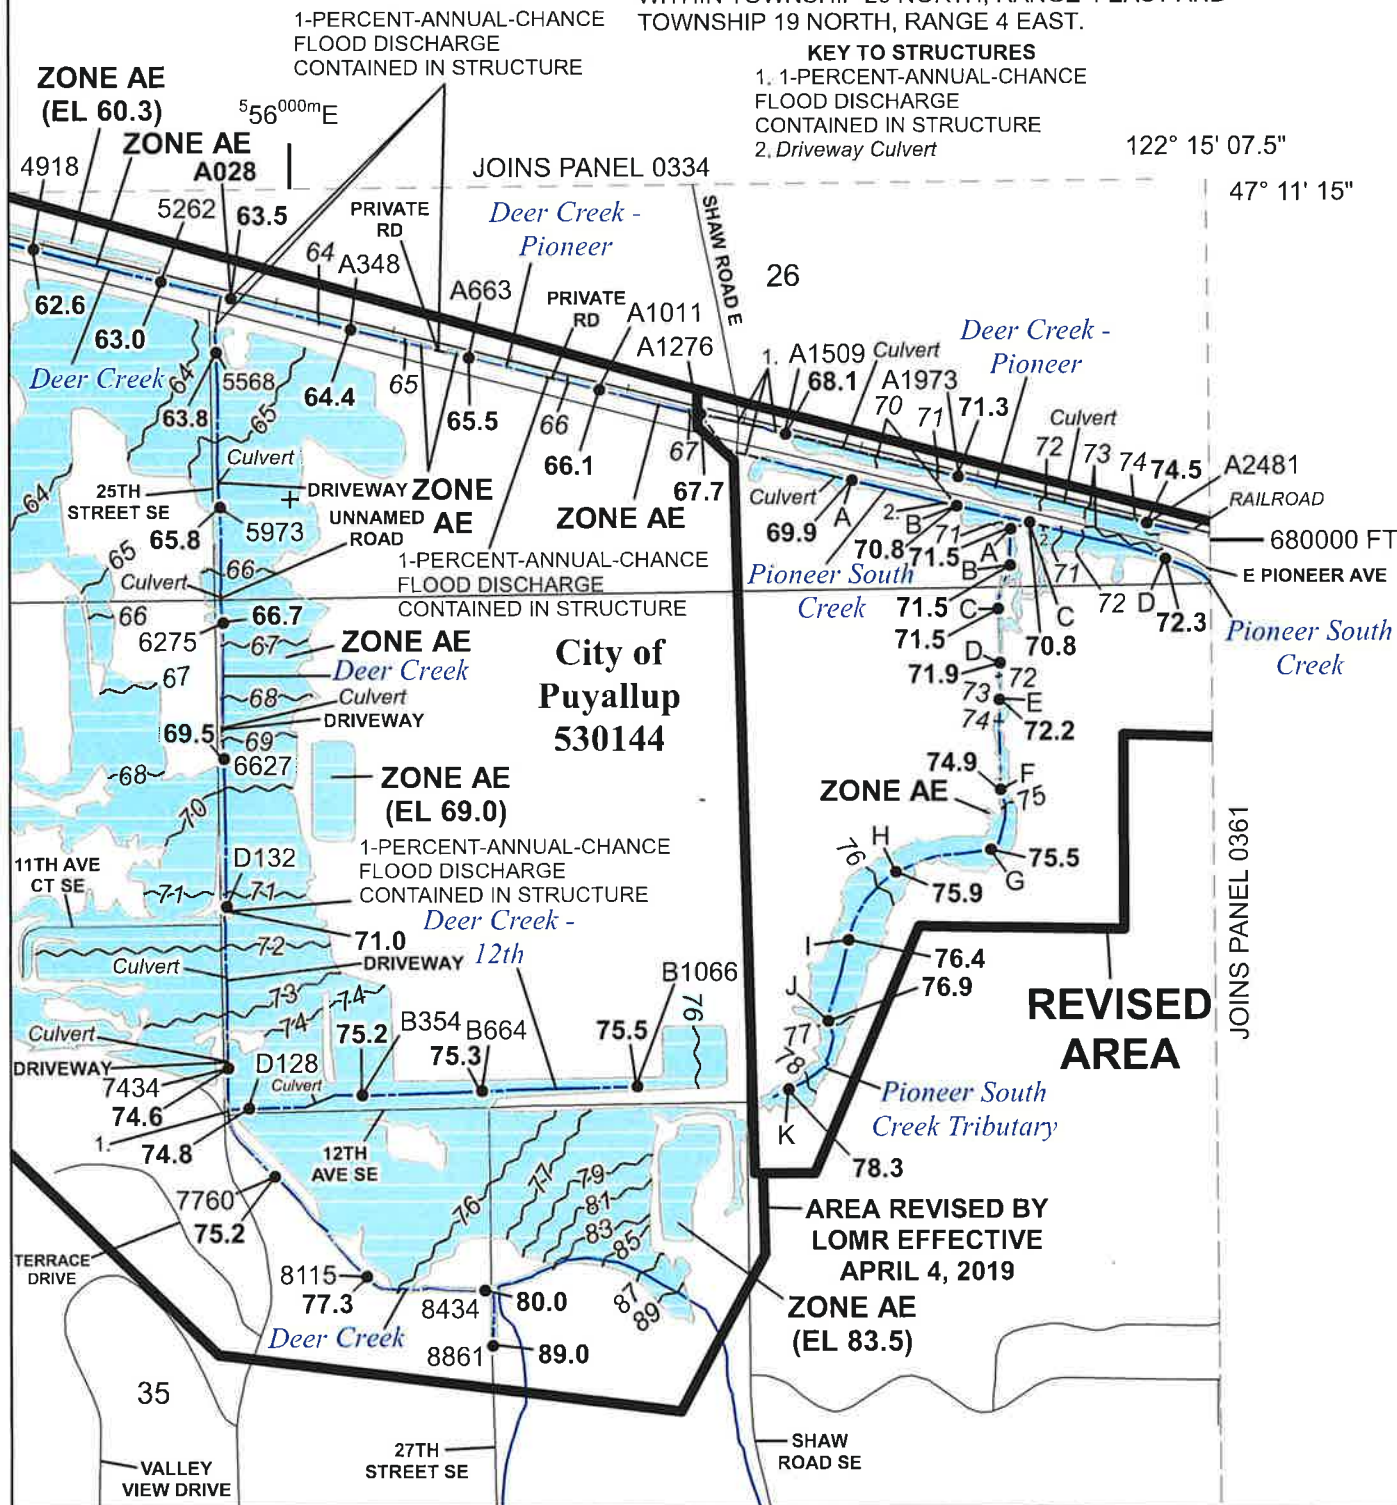 1-PERCENT-ANNUAL-CHANCE
FLOOD DISCHARGE
CONTAINED IN STRUCTURE
TOWNSHIP 19 NORTH, RANGE 4 EAST.
KEY TO STRUCTURES
1. 1-PERCENT-ANNUAL-CHANCE
FLOOD DISCHARGE
CONTAINED IN STRUCTURE
2. Driveway Culvert
122° 15' 07.5"
47° 11' 15"
ZONE AE
(EL 60.3)
556000mE
ZONE AE
4918
A028
JOINS PANEL 0334
5262
63.5
PRIVATE
RD
Deer Creek -
Pioneer
SHAW ROAD E
26
64
A348
A663
PRIVATE
RD
A1011
A1276
62.6
63.0
Deer Creek
64
5568
63.8
65
64.4
65
65.5
66
66.1
67
67.7
1.
A1509
68.1
Culvert
A1973
70
71
71.3
Deer Creek -
Pioneer
Culvert
72
73
74
74.5
A2481
RAILROAD
680000 FT
E PIONEER AVE
Culvert
64
25TH
STREET SE
DRIVEWAY
ZONE
AE
ZONE AE
65.8
5973
UNNAMED
ROAD
Culvert
69.9
A
2.
B
70.8
71
71.5
A
B
2
71
72
D
72.3
C
70.8
Pioneer South
Creek
Pioneer South
Creek
65
Culvert
66
1-PERCENT-ANNUAL-CHANCE
FLOOD DISCHARGE
CONTAINED IN STRUCTURE
71.5
C
71.5
66
6275
66.7
67
ZONE AE
Deer Creek
City of
Puyallup
530144
D
71.9
72
73
E
74
72.2
67
68
Culvert
DRIVEWAY
69.5
69
6627
68
70
ZONE AE
(EL 69.0)
74.9
F
75
ZONE AE
H
76
75.5
G
75.9
11TH AVE
CT SE
D132
1-PERCENT-ANNUAL-CHANCE
FLOOD DISCHARGE
CONTAINED IN STRUCTURE
71
71
71.0
Deer Creek -
12th
72
Culvert
DRIVEWAY
I
76.4
J
76.9
77
78
REVISED
AREA
JOINS PANEL 0361
73
74
74
B1066
76
Culvert
DRIVEWAY
7434
74.6
D128
Culvert
75.2
B354
B664
75.3
75.5
1.
74.8
12TH
AVE SE
K
78.3
Pioneer South
Creek Tributary
7760
75.2
76
77
79
81
83
85
87
89
AREA REVISED BY
LOMR EFFECTIVE
APRIL 4, 2019
TERRACE
DRIVE
8115
77.3
Deer Creek
8434
80.0
8861
89.0
ZONE AE
(EL 83.5)
35
VALLEY
VIEW DRIVE
27TH
STREET SE
SHAW
ROAD SE